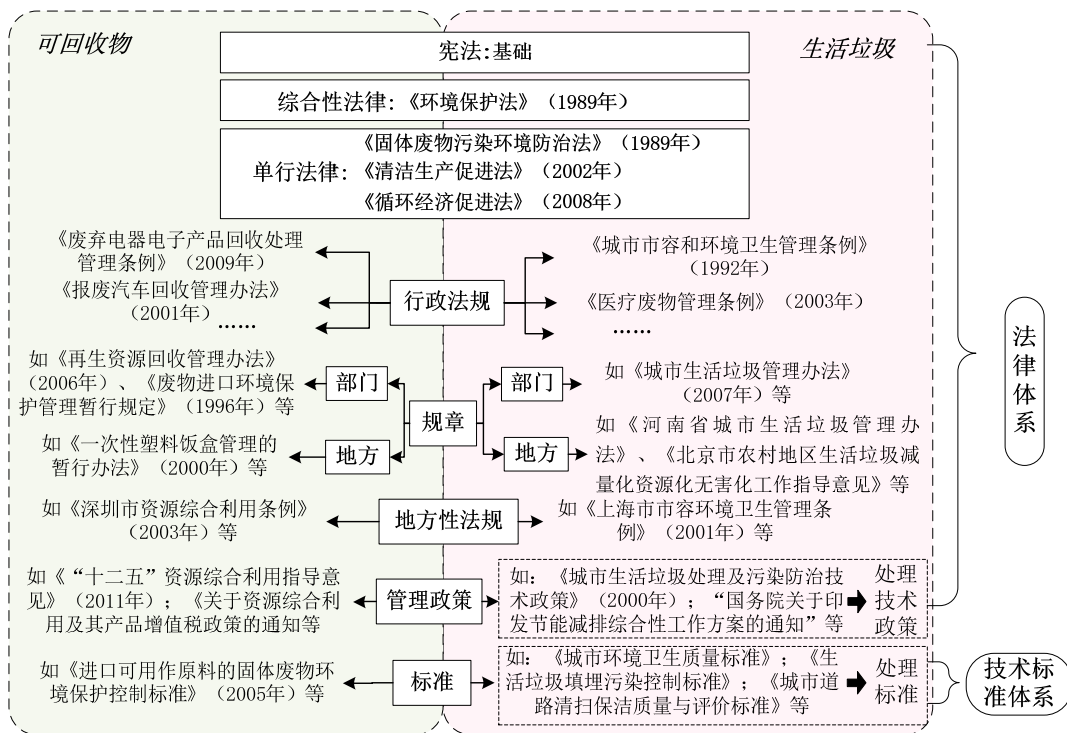 可回收物
生活垃圾
宪法:基础
综合性法律:《环境保护法》（1989年）
《固体废物污染环境防治法》（1989年）
单行法律:《清洁生产促进法》（2002年）
《循环经济促进法》（2008年）
《废弃电器电子产品回收处理
管理条例》（2009年）
《报废汽车回收管理办法》
（2001年）
……
行政法规
《城市市容和环境卫生管理条例》
（1992年）
《医疗废物管理条例》（2003年）
……
如《再生资源回收管理办法》
（2006年）、《废物进口环境保
护管理暂行规定》（1996年）等
部门
如《一次性塑料饭盒管理的
暂行办法》（2000年）等
地方
规章
部门
如《城市生活垃圾管理办法》
（2007年）等
地方
如《河南省城市生活垃圾管理办
法》、《北京市农村地区生活垃圾减
量化资源化无害化工作指导意见》等
如《深圳市资源综合利用条例》
（2003年）等
地方性法规
如《上海市市容环境卫生管理条
例》（2001年）等
如《“十二五”资源综合利用指导意
见》（2011年）；《关于资源综合利
用及其产品增值税政策的通知等
管理政策
如：《城市生活垃圾处理及污染防治技
术政策》（2000年）；“国务院关于印
发节能减排综合性工作方案的通知”等
处理
技术
政策
如《进口可用作原料的固体废物环
境保护控制标准》（2005年）等
标准
如：《城市环境卫生质量标准》；《生
活垃圾填埋污染控制标准》；《城市道
路清扫保洁质量与评价标准》等
处理
标准
法律体系
技术标
准体系